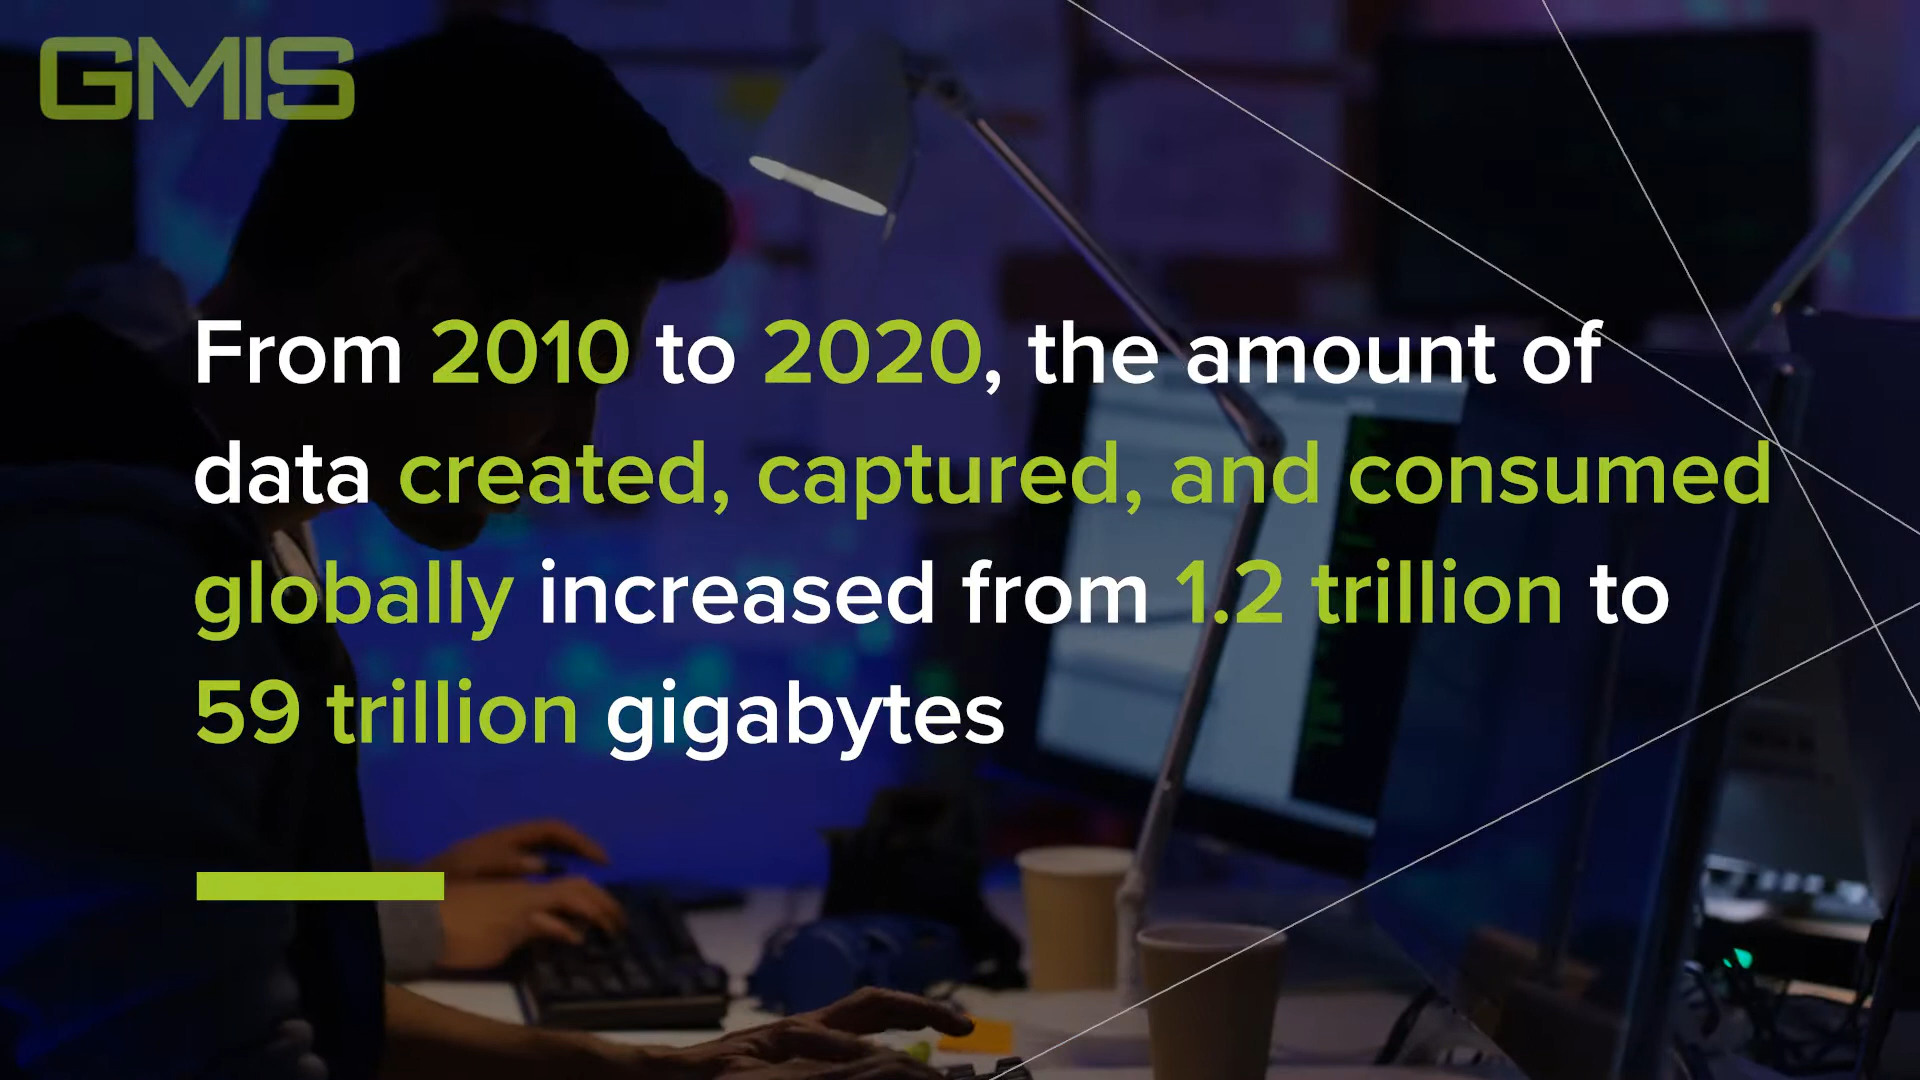 GMIS
From 2010 to 2020, the amount of
data created, captured, and consumed
globally increased from 1.2 trillion to
59 trillion gigabytes